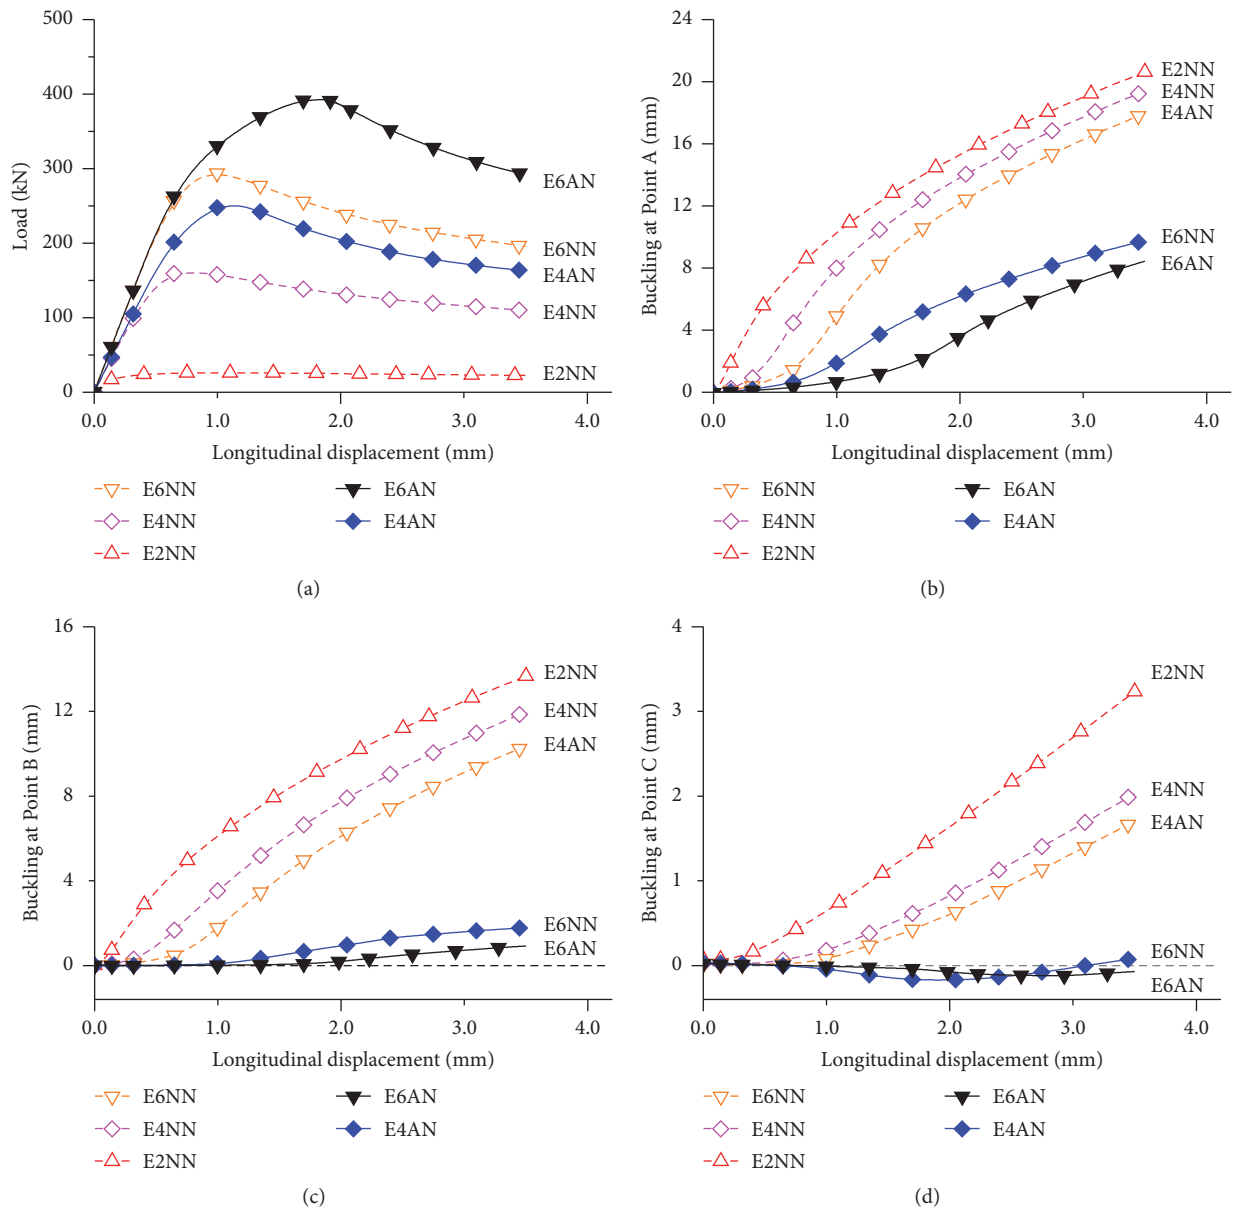 500
400
300
200
100
0
Load (kN)
E6AN
E6NN
E4AN
E4NN
E2NN
0.0 1.0 2.0 3.0 4.0
Longitudinal displacement (mm)
E6NN E6AN
E4NN E4AN
E2NN
(a)
24
20
16
12
8
4
0
Buckling at Point A (mm)
E2NN
E4NN
E4AN
E6NN
E6AN
0.0 1.0 2.0 3.0 4.0
Longitudinal displacement (mm)
E6NN E6AN
E4NN E4AN
E2NN
(b)
16
12
8
4
0
Buckling at Point B (mm)
E2NN
E4NN
E4AN
E6NN
E6AN
0.0 1.0 2.0 3.0 4.0
Longitudinal displacement (mm)
E6NN E6AN
E4NN E4AN
E2NN
(c)
4
3
2
1
0
Buckling at Point C (mm)
E2NN
E4NN
E4AN
E6NN
E6AN
0.0 1.0 2.0 3.0 4.0
Longitudinal displacement (mm)
E6NN E6AN
E4NN E4AN
E2NN
(d)